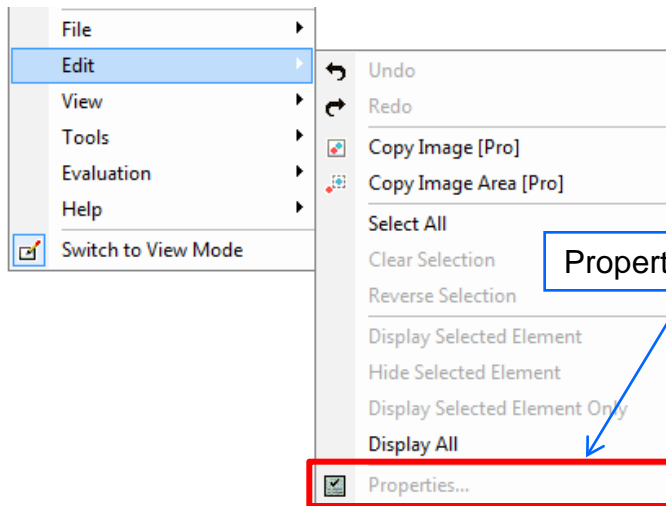 File
Edit
View
Tools
Evaluation
Help
Switch to View Mode
Undo
Redo
Copy Image [Pro]
Copy Image Area [Pro]
Select All
Clear Selection
Reverse Selection
Display Selected Element
Hide Selected Element
Display Selected Element Only
Display All
Properties...